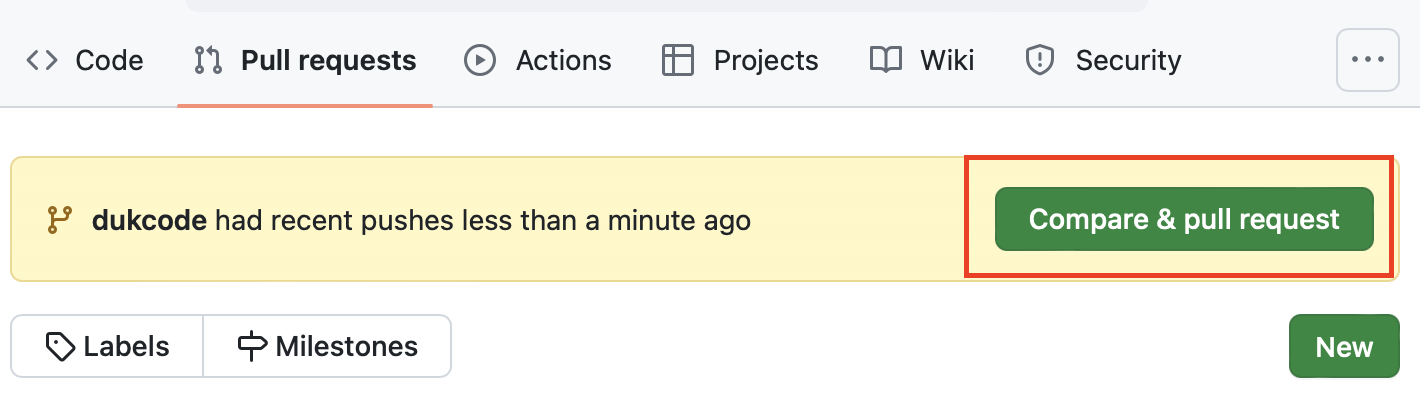 Code Pull requests Actions Projects Wiki Security ...
dukcode had recent pushes less than a minute ago Compare & pull request
Labels Milestones New